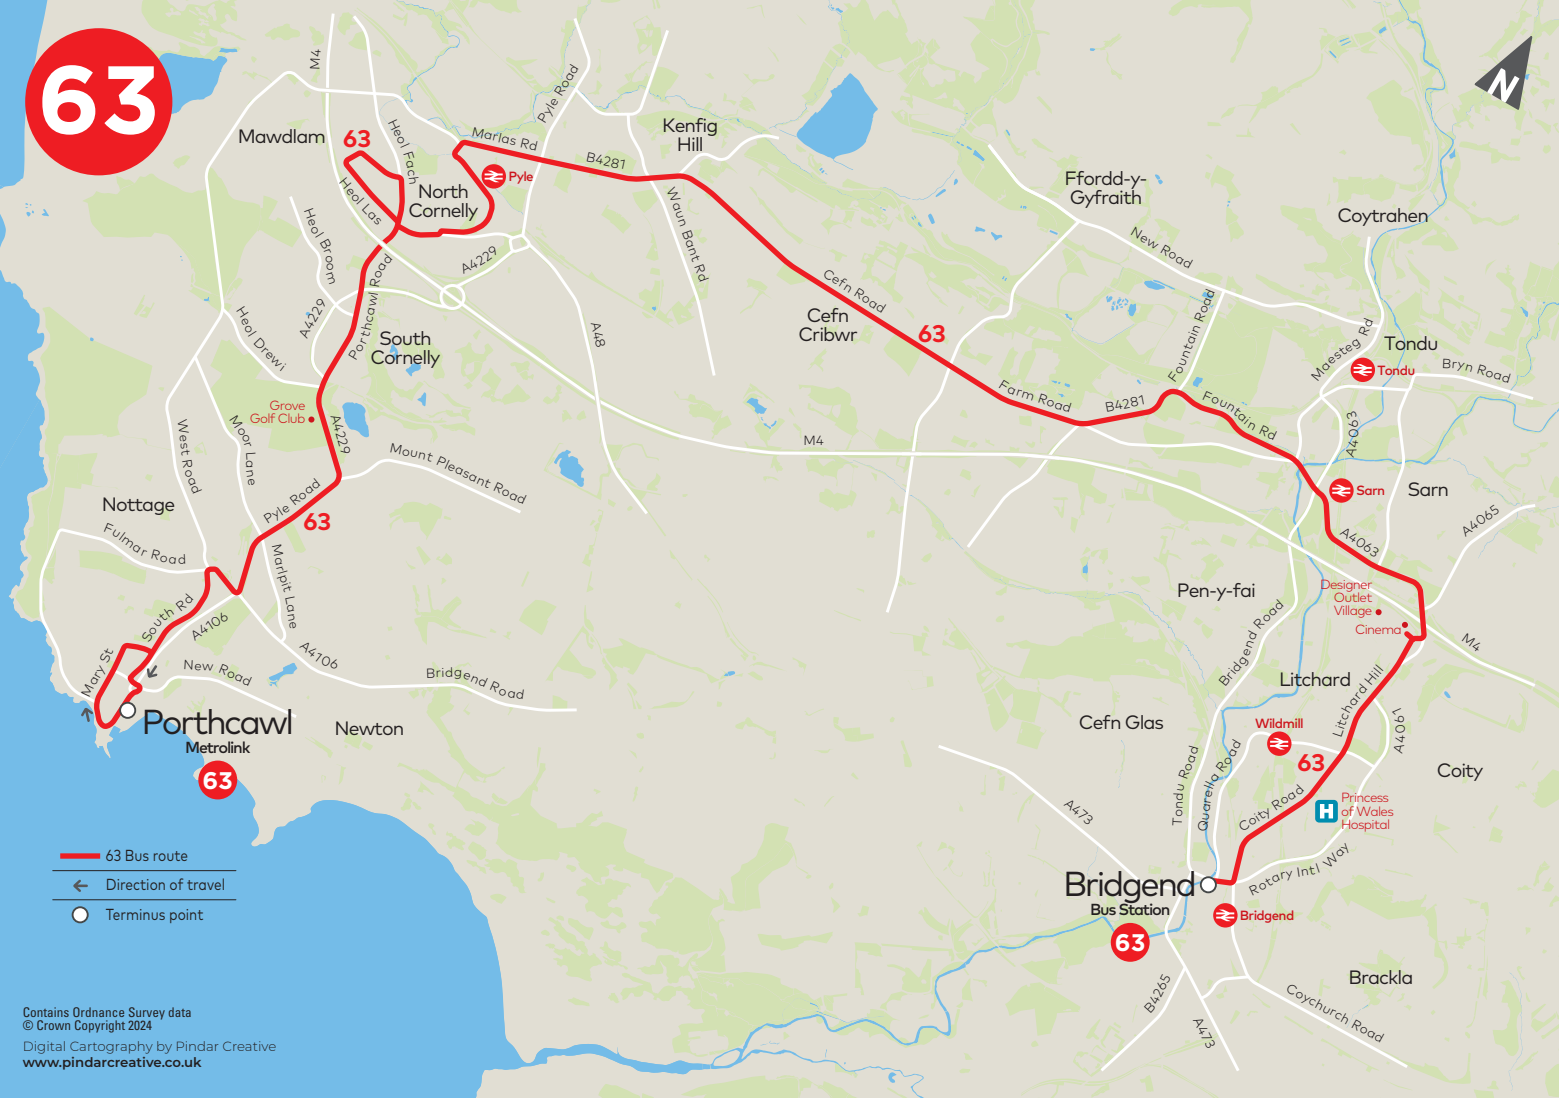 63
N
M4
Mawdlam
63
Heol Fach
Marlas Rd
Pyle Road
Kenfig
Hill
B4281
Pyle
North
Cornelly
Heol Las
Heol Broom
Waun Bant Rd
Ffordd-y-
Gyfraith
Coytrahen
New Road
A4229
Porthcawl Road
A4229
Heol Drewi
South
Cornelly
A48
Cefn Road
Cefn
Cribwr
63
Fountain Road
Maesteg Rd
Tondu
Tondu
Bryn Road
Farm Road
B4281
Fountain Rd
A4063
Grove
Golf Club
A4229
Moor Lane
West Road
Mount Pleasant Road
M4
Pyle Road
63
Nottage
Fulmar Road
Marlpit Lane
Sarn
Sarn
A4065
A4063
Designer
Outlet
Village
Cinema
M4
Pen-y-fai
Bridgend Road
South Rd
A4106
A4106
Mary St
New Road
Bridgend Road
Porthcawl
Metrolink
63
Newton
Litchard
Litchard Hill
A4061
Cefn Glas
Wildmill
63
Coity
Tondu Road
Quarella Road
Coity Road
Princess
of Wales
Hospital
H
A473
Rotary Int'l Way
Bridgend
Bus Station
63
Bridgend
Brackla
B4265
A473
Coychurch Road
63 Bus route
Direction of travel
Terminus point
Contains Ordnance Survey data
© Crown Copyright 2024
Digital Cartography by Pindar Creative
www.pindarcreative.co.uk